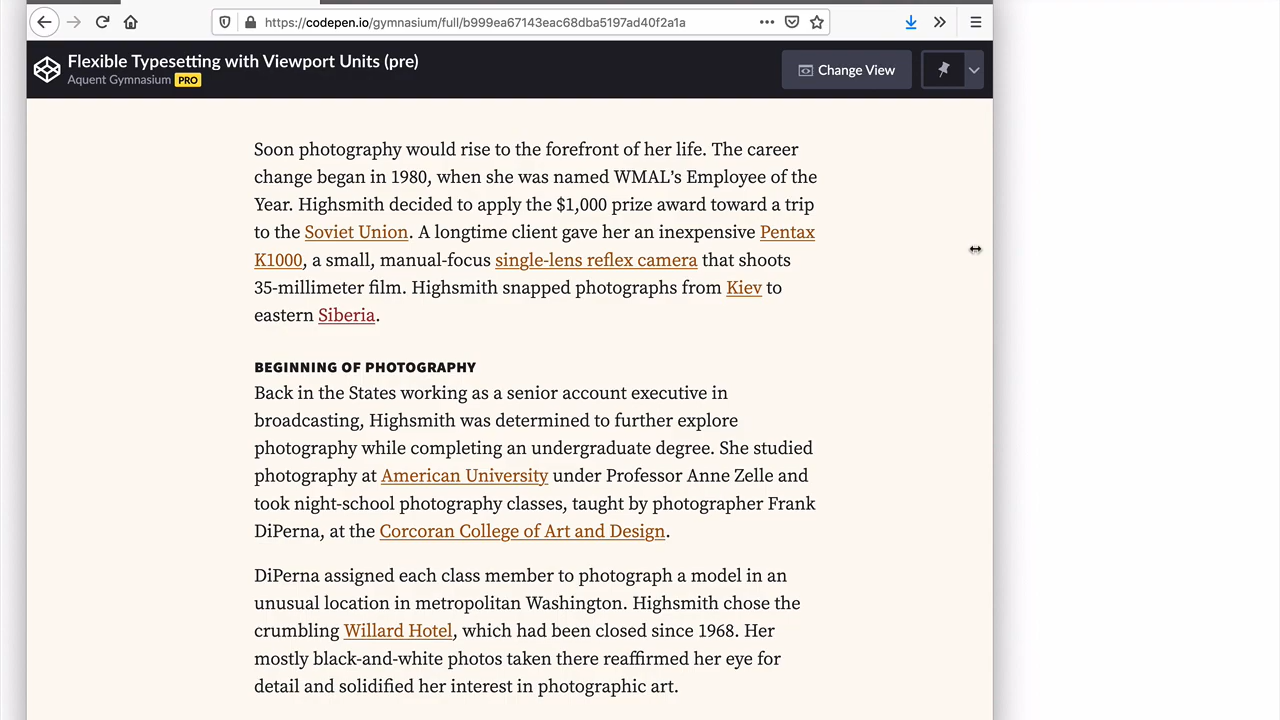 https://codepen.io/gymnasium/full/b999ea67143eac68dba5197ad40f2a1a
Flexible Typesetting with Viewport Units (pre)
Aquent Gymnasium PRO
Change View
Soon photography would rise to the forefront of her life. The career
change began in 1980, when she was named WMAL’s Employee of the
Year. Highsmith decided to apply the $1,000 prize award toward a trip
to the Soviet Union. A longtime client gave her an inexpensive Pentax
K1000, a small, manual-focus single-lens reflex camera that shoots
35-millimeter film. Highsmith snapped photographs from Kiev to
eastern Siberia.
BEGINNING OF PHOTOGRAPHY
Back in the States working as a senior account executive in
broadcasting, Highsmith was determined to further explore
photography while completing an undergraduate degree. She studied
photography at American University under Professor Anne Zelle and
took night-school photography classes, taught by photographer Frank
DiPerna, at the Corcoran College of Art and Design.
DiPerna assigned each class member to photograph a model in an
unusual location in metropolitan Washington. Highsmith chose the
crumbling Willard Hotel, which had been closed since 1968. Her
mostly black-and-white photos taken there reaffirmed her eye for
detail and solidified her interest in photographic art.